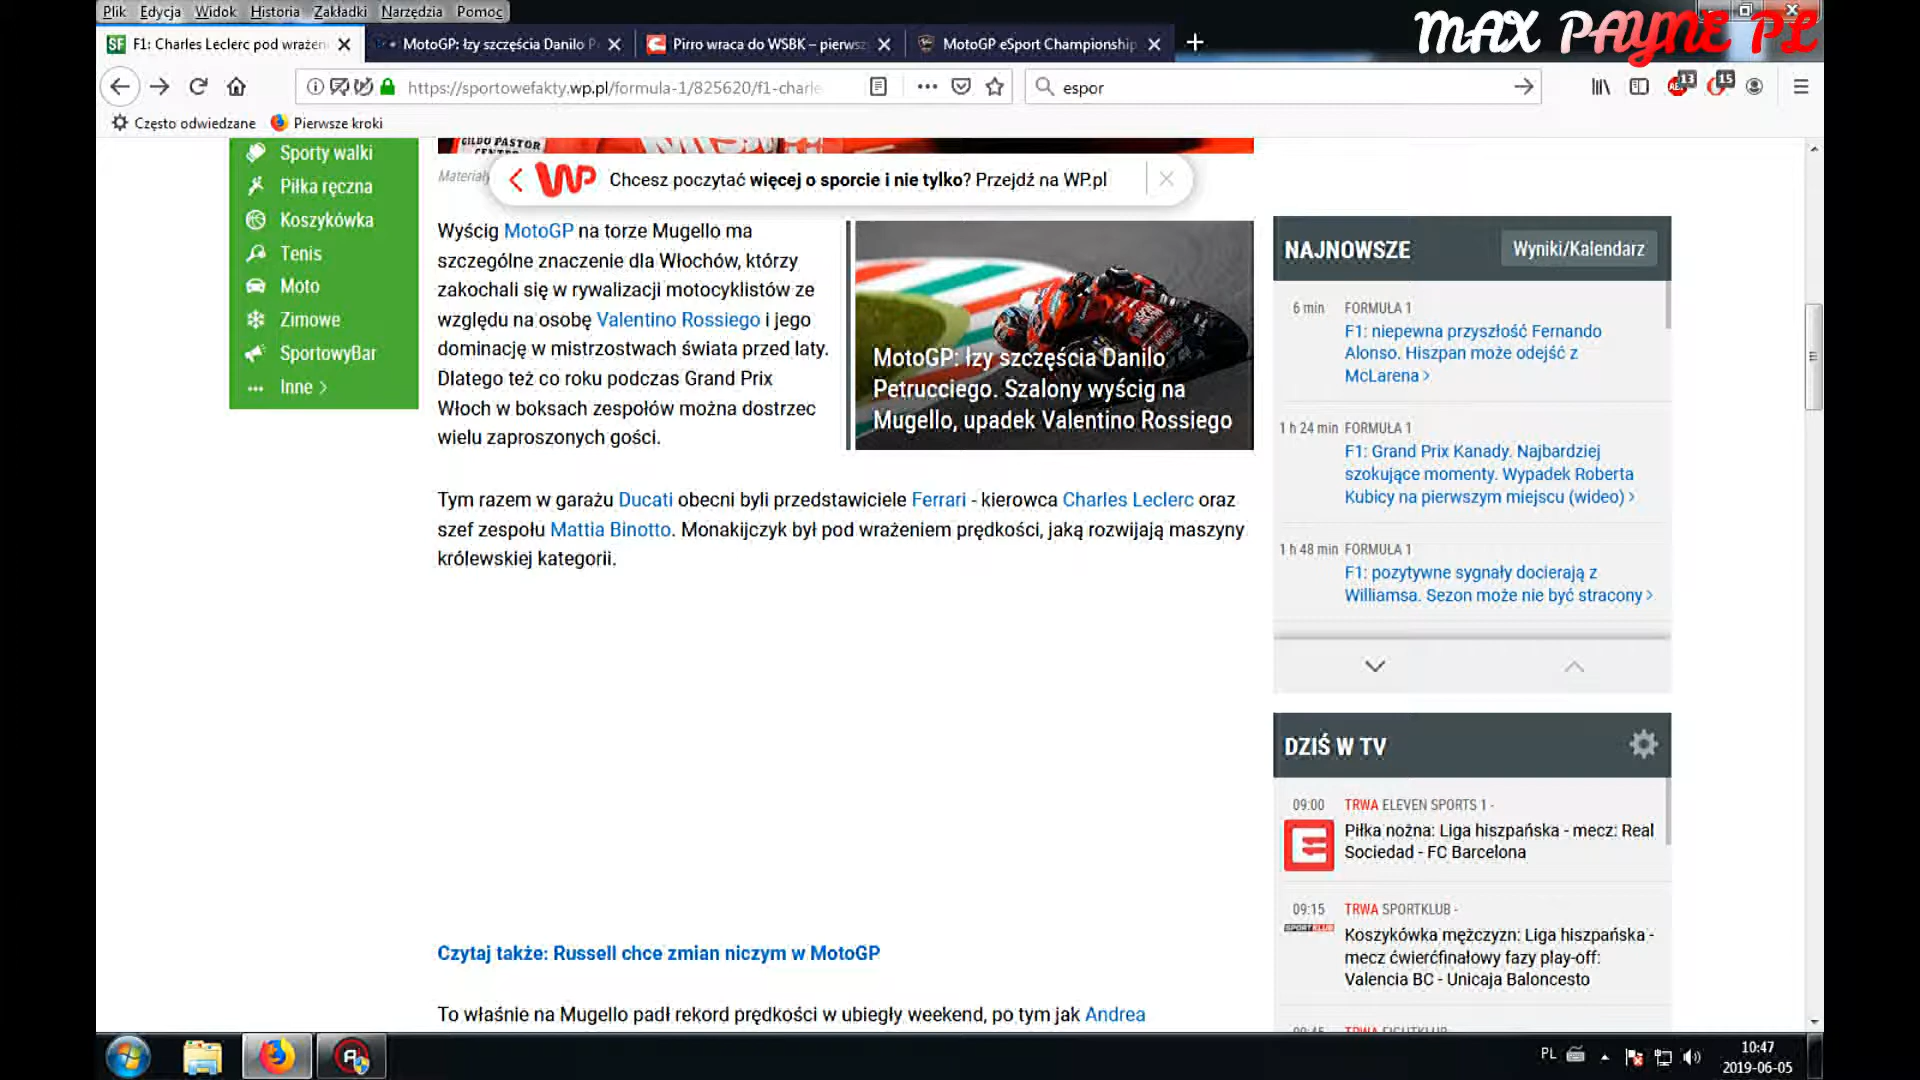 Plik Edycja Widok Historia Zakładki Narzędzia Pomoc
MAX PAYNE PL
SF F1: Charles Leclerc pod wrażen
MotoGP: łzy szczęścia Danilo P
Pirro wraca do WSBK – pierwsz
MotoGP eSport Championship
https://sportowefakty.wp.pl/formula-1/825620/f1-charle
espor
13
15
Często odwiedzane Pierwsze kroki
Sporty walki
Piłka ręczna
Koszykówka
Tenis
Moto
Zimowe
SportowyBar
Inne
GILDO PASTOR
CENTER
Materiały
WP Chcesz poczytać więcej o sporcie i nie tylko? Przejdź na WP.pl
Wyścig MotoGP na torze Mugello ma
szczególne znaczenie dla Włochów, którzy
zakochali się w rywalizacji motocyklistów ze
względu na osobę Valentino Rossiego i jego
dominację w mistrzostwach świata przed laty.
Dlatego też co roku podczas Grand Prix
Włoch w boksach zespołów można dostrzec
wielu zaproszonych gości.
MotoGP: łzy szczęścia Danilo
Petrucciego. Szalony wyścig na
Mugello, upadek Valentino Rossiego
Tym razem w garażu Ducati obecni byli przedstawiciele Ferrari - kierowca Charles Leclerc oraz
szef zespołu Mattia Binotto. Monakijczyk był pod wrażeniem prędkości, jaką rozwijają maszyny
królewskiej kategorii.
Czytaj także: Russell chce zmian niczym w MotoGP
To właśnie na Mugello padł rekord prędkości w ubiegły weekend, po tym jak Andrea
NAJNOWSZE Wyniki/Kalendarz
6 min FORMUŁA 1
F1: niepewna przyszłość Fernando
Alonso. Hiszpan może odejść z
McLarena
1 h 24 min FORMUŁA 1
F1: Grand Prix Kanady. Najbardziej
szokujące momenty. Wypadek Roberta
Kubicy na pierwszym miejscu (wideo)
1 h 48 min FORMUŁA 1
F1: pozytywne sygnały docierają z
Williamsa. Sezon może nie być stracony
DZIŚ W TV
09:00 TRWA ELEVEN SPORTS 1 -
Piłka nożna: Liga hiszpańska - mecz: Real
Sociedad - FC Barcelona
09:15 TRWA SPORTKLUB -
SPORTKLUB
Koszykówka mężczyzn: Liga hiszpańska -
mecz ćwierćfinałowy fazy play-off:
Valencia BC - Unicaja Baloncesto
09:45 TRWA FIGHTKLUB
PL
10:47
2019-06-05